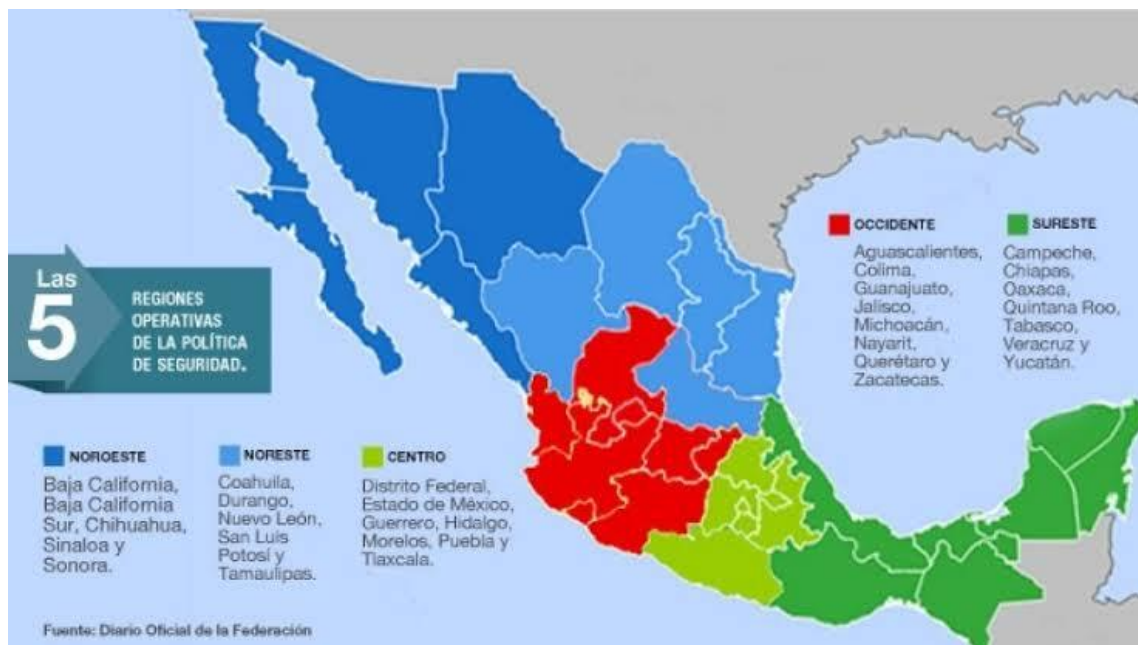 Las
5
REGIONES
OPERATIVAS
DE LA POLÍTICA
DE SEGURIDAD.
OCCIDENTE
Aguascalientes,
Colima,
Guanajuato,
Jalisco,
Michoacán,
Nayarit,
Querétaro y
Zacatecas.
SURESTE
Campeche,
Chiapas,
Oaxaca,
Quintana Roo,
Tabasco,
Veracruz y
Yucatán.
NOROESTE
Baja California,
Baja California
Sur, Chihuahua,
Sinaloa y
Sonora.
NORESTE
Coahuila,
Durango,
Nuevo León,
San Luis
Potosí y
Tamaulipas.
CENTRO
Distrito Federal,
Estado de México,
Guerrero, Hidalgo,
Morelos, Puebla y
Tlaxcala.
Fuente: Diario Oficial de la Federación